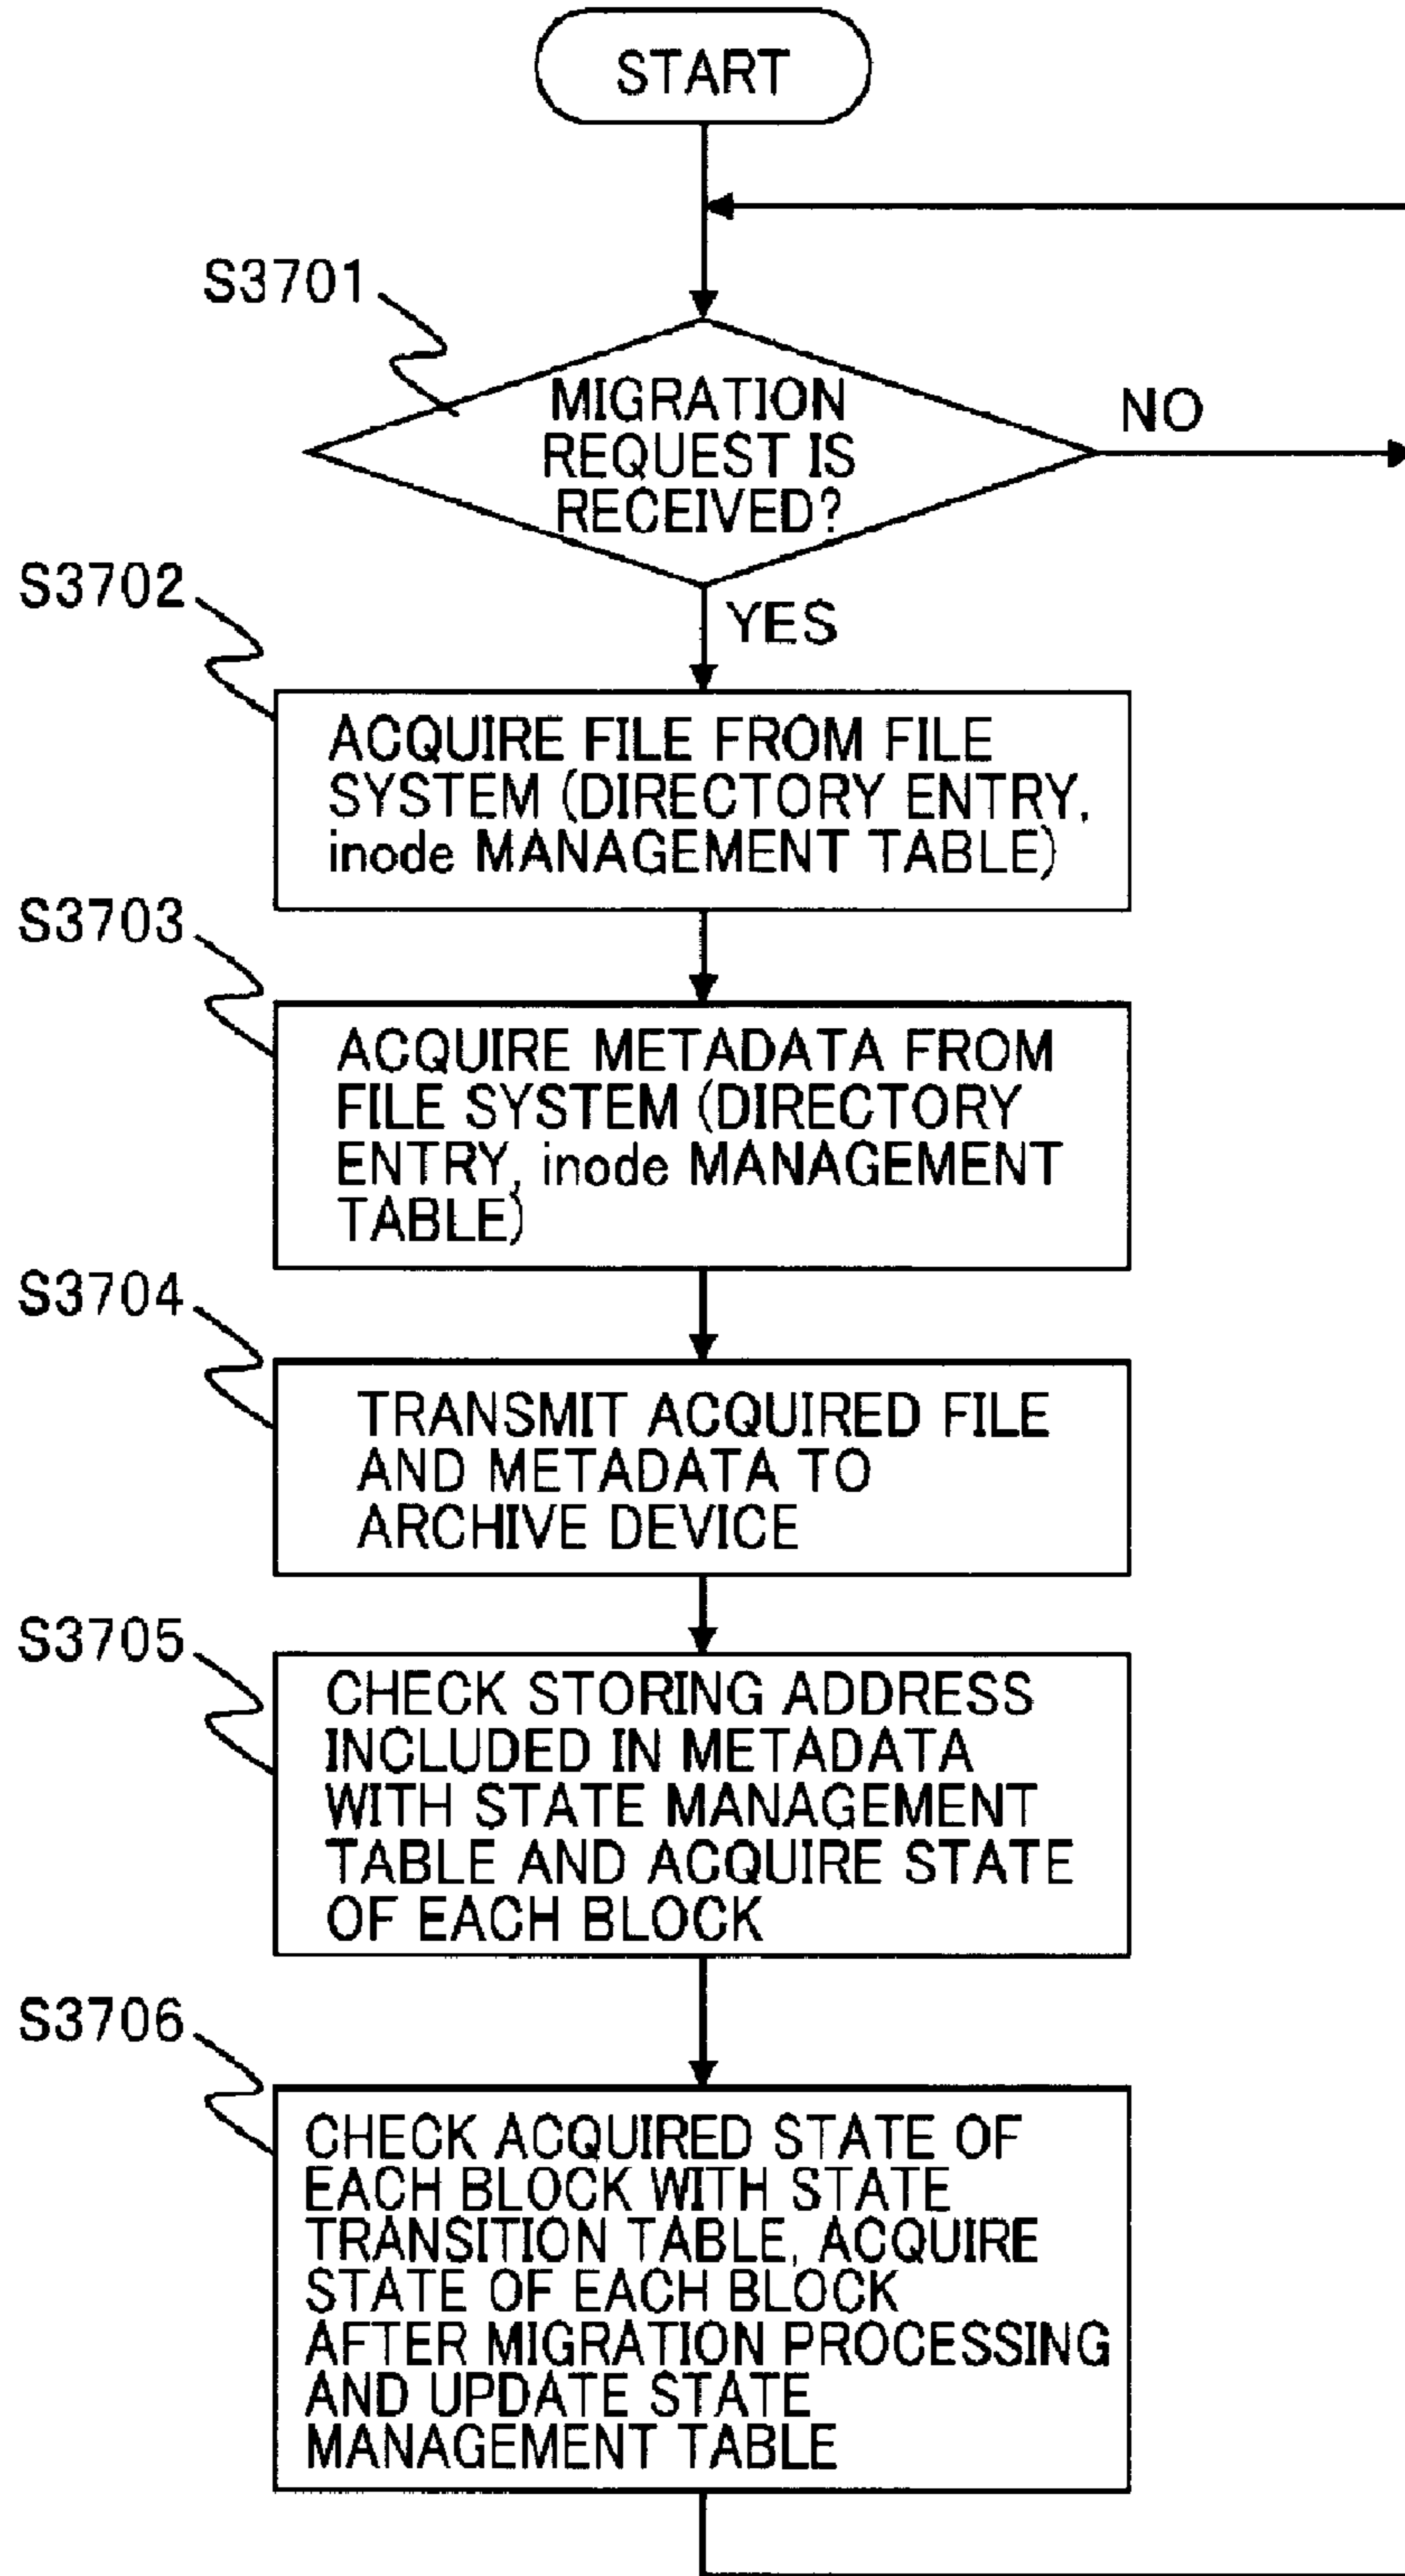 START
S3701
MIGRATION
REQUEST IS
RECEIVED?
NO
YES
S3702
ACQUIRE FILE FROM FILE
SYSTEM (DIRECTORY ENTRY,
inode MANAGEMENT TABLE)
S3703
ACQUIRE METADATA FROM
FILE SYSTEM (DIRECTORY
ENTRY, inode MANAGEMENT
TABLE)
S3704
TRANSMIT ACQUIRED FILE
AND METADATA TO
ARCHIVE DEVICE
S3705
CHECK STORING ADDRESS
INCLUDED IN METADATA
WITH STATE MANAGEMENT
TABLE AND ACQUIRE STATE
OF EACH BLOCK
S3706
CHECK ACQUIRED STATE OF
EACH BLOCK WITH STATE
TRANSITION TABLE, ACQUIRE
STATE OF EACH BLOCK
AFTER MIGRATION PROCESSING
AND UPDATE STATE
MANAGEMENT TABLE